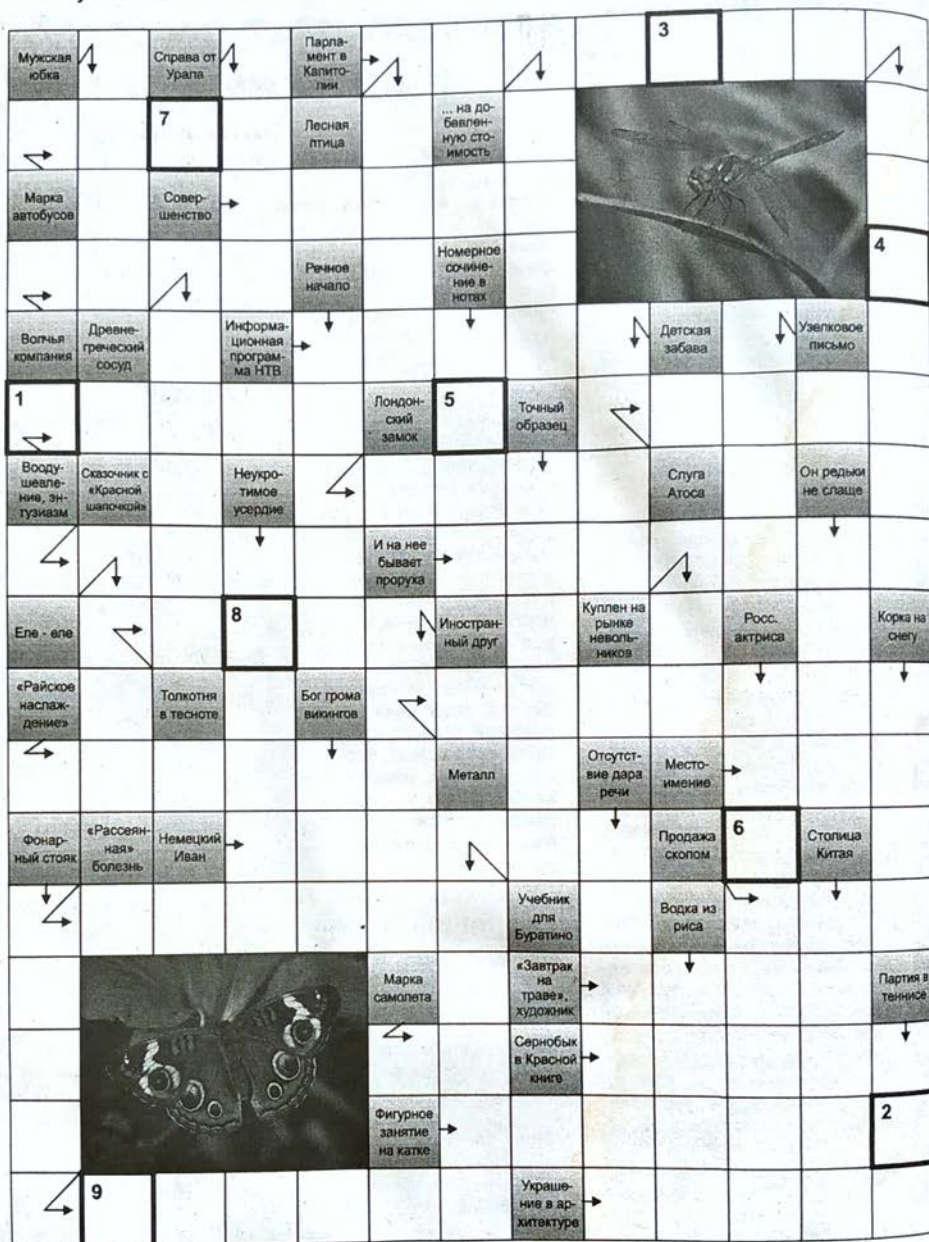 3
Мужская
юбка
Справа от
Урала
Парла-
мент в
Капито-
лии
7
Лесная
птица
... на до-
бавлен-
ную сто-
имость
Марка
автобусов
Совер-
шенство
4
Речное
начало
Номерное
сочине-
ние в
нотах
Волчья
компания
Древне-
греческий
сосуд
Информа-
ционная
програм-
ма НТВ
Детская
забава
Узелковое
письмо
1
Лондон-
ский
замок
5
Точный
образец
Вооду-
шевле-
ние, эн-
тузиазм
Сказочник с
«Красной
шапочкой»
Неукро-
тимое
усердие
Слуга
Атоса
Он редьки
не слаще
И на нее
бывает
проруха
Еле - еле
8
Иностран-
ный друг
Куплен на
рынке
неволь-
ников
Росс.
актриса
Корка на
снегу
«Райское
наслаж-
дение»
Толкотня
в тесноте
Бог грома
викингов
Металл
Отсутст-
вие дара
речи
Место-
имение
Фонар-
ный стояк
«Рассеян-
ная»
болезнь
Немецкий
Иван
Продажа
скопом
6
Столица
Китая
Учебник
для
Буратино
Водка из
риса
Марка
самолета
«Завтрак
на
траве»,
художник
Партия в
теннисе
Сернобык
в Красной
книге
Фигурное
занятие
на катке
2
9
Украше-
ние в ар-
хитектуре